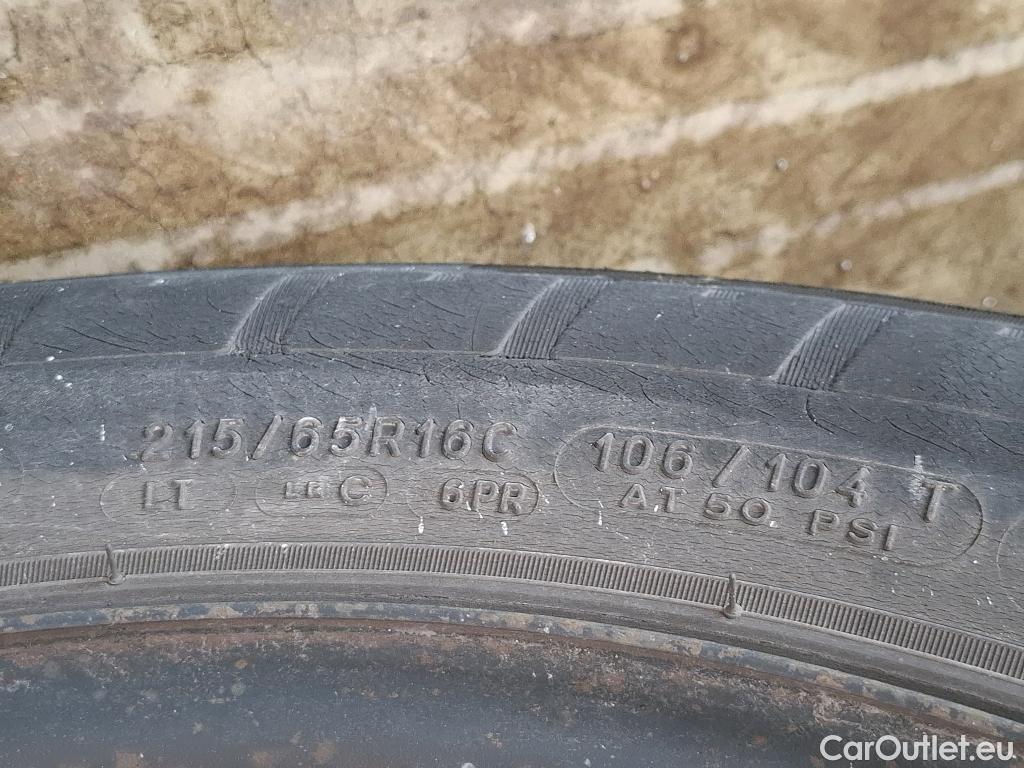 215/65R16C 106/104 T
LT LR C 6PR AT 50 PSI
CarOutlet.eu